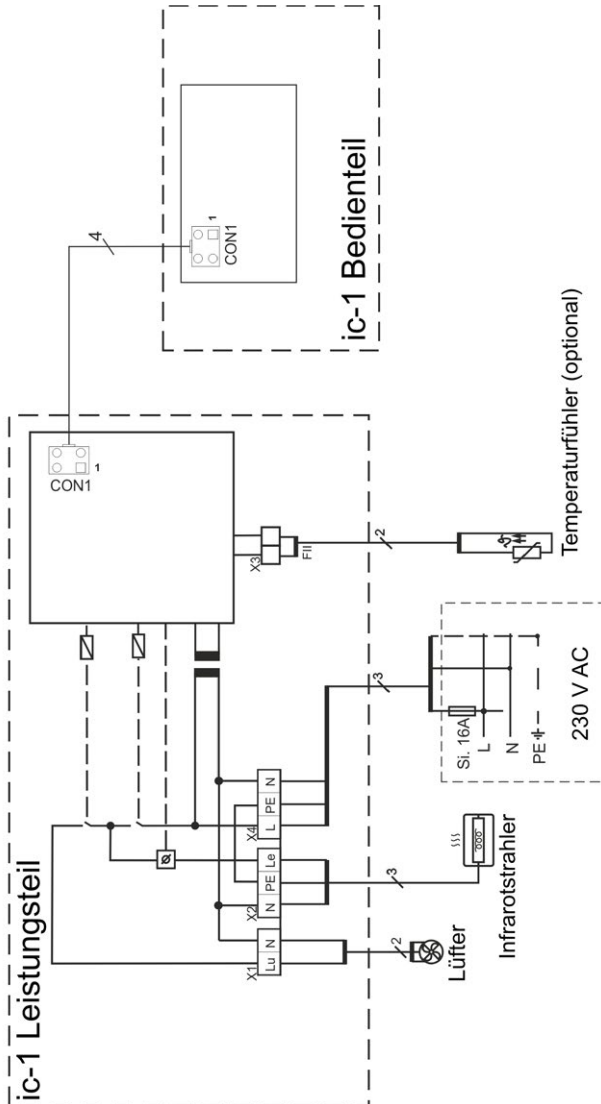 ic-1 Leistungsteil
CON1
1
4
CON1
1
ic-1 Bedienteil
X1
Lu
N
X2
N
PE
Le
X4
L
PE
N
X3
FII
2
ϑ
Temperaturfühler (optional)
3
Si. 16A
L
N
PE
230 V AC
3
Infrarotstrahler
2
Lüfter